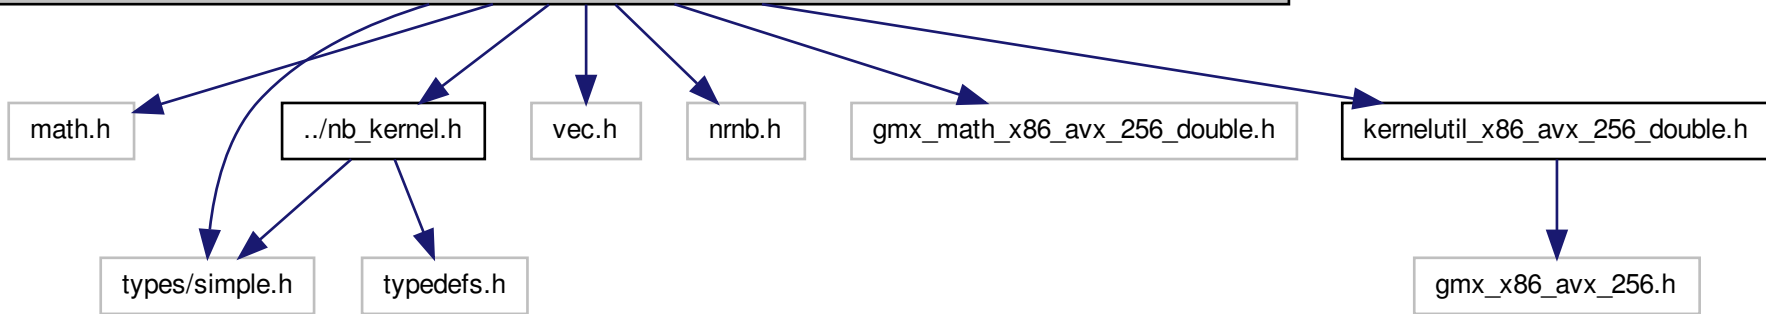 math.h
../nb_kernel.h
vec.h
nrnb.h
gmx_math_x86_avx_256_double.h
kernelutil_x86_avx_256_double.h
types/simple.h
typedefs.h
gmx_x86_avx_256.h